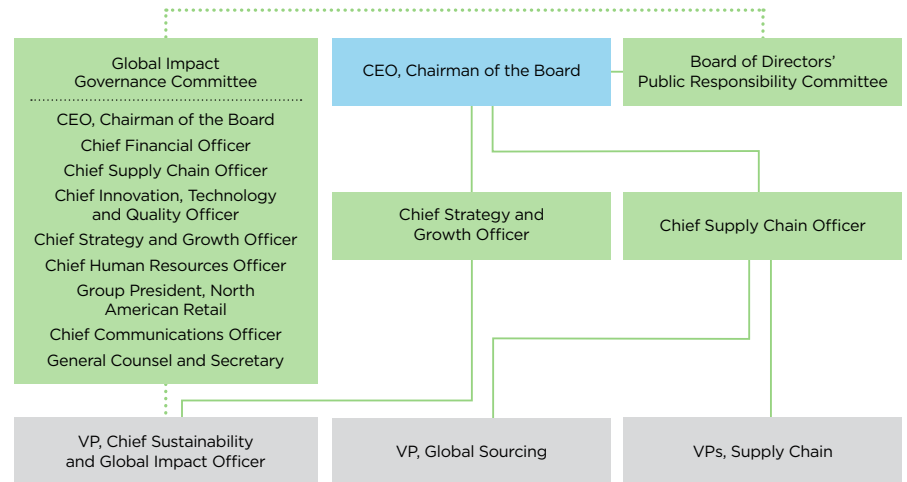 Global Impact
Governance Committee
CEO, Chairman of the Board
Chief Financial Officer
Chief Supply Chain Officer
Chief Innovation, Technology
and Quality Officer
Chief Strategy and Growth Officer
Chief Human Resources Officer
Group President, North
American Retail
Chief Communications Officer
General Counsel and Secretary
CEO, Chairman of the Board
Board of Directors’
Public Responsibility Committee
Chief Strategy and
Growth Officer
Chief Supply Chain Officer
VP, Chief Sustainability
and Global Impact Officer
VP, Global Sourcing
VPs, Supply Chain